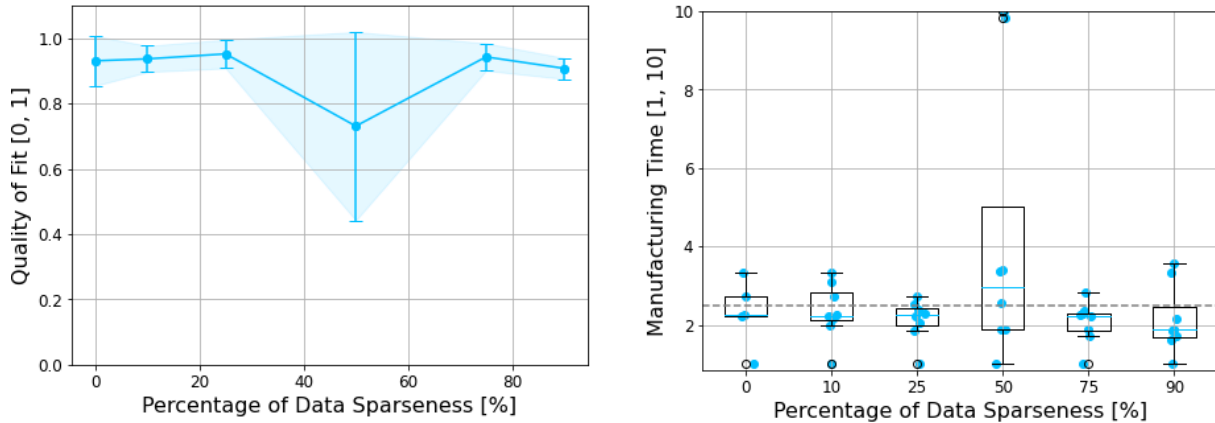 1.0
0.8
0.6
0.4
0.2
0.0
Quality of Fit [0, 1]
0 20 40 60 80
Percentage of Data Sparseness [%]
10
8
6
4
2
Manufacturing Time [1, 10]
0 10 25 50 75 90
Percentage of Data Sparseness [%]